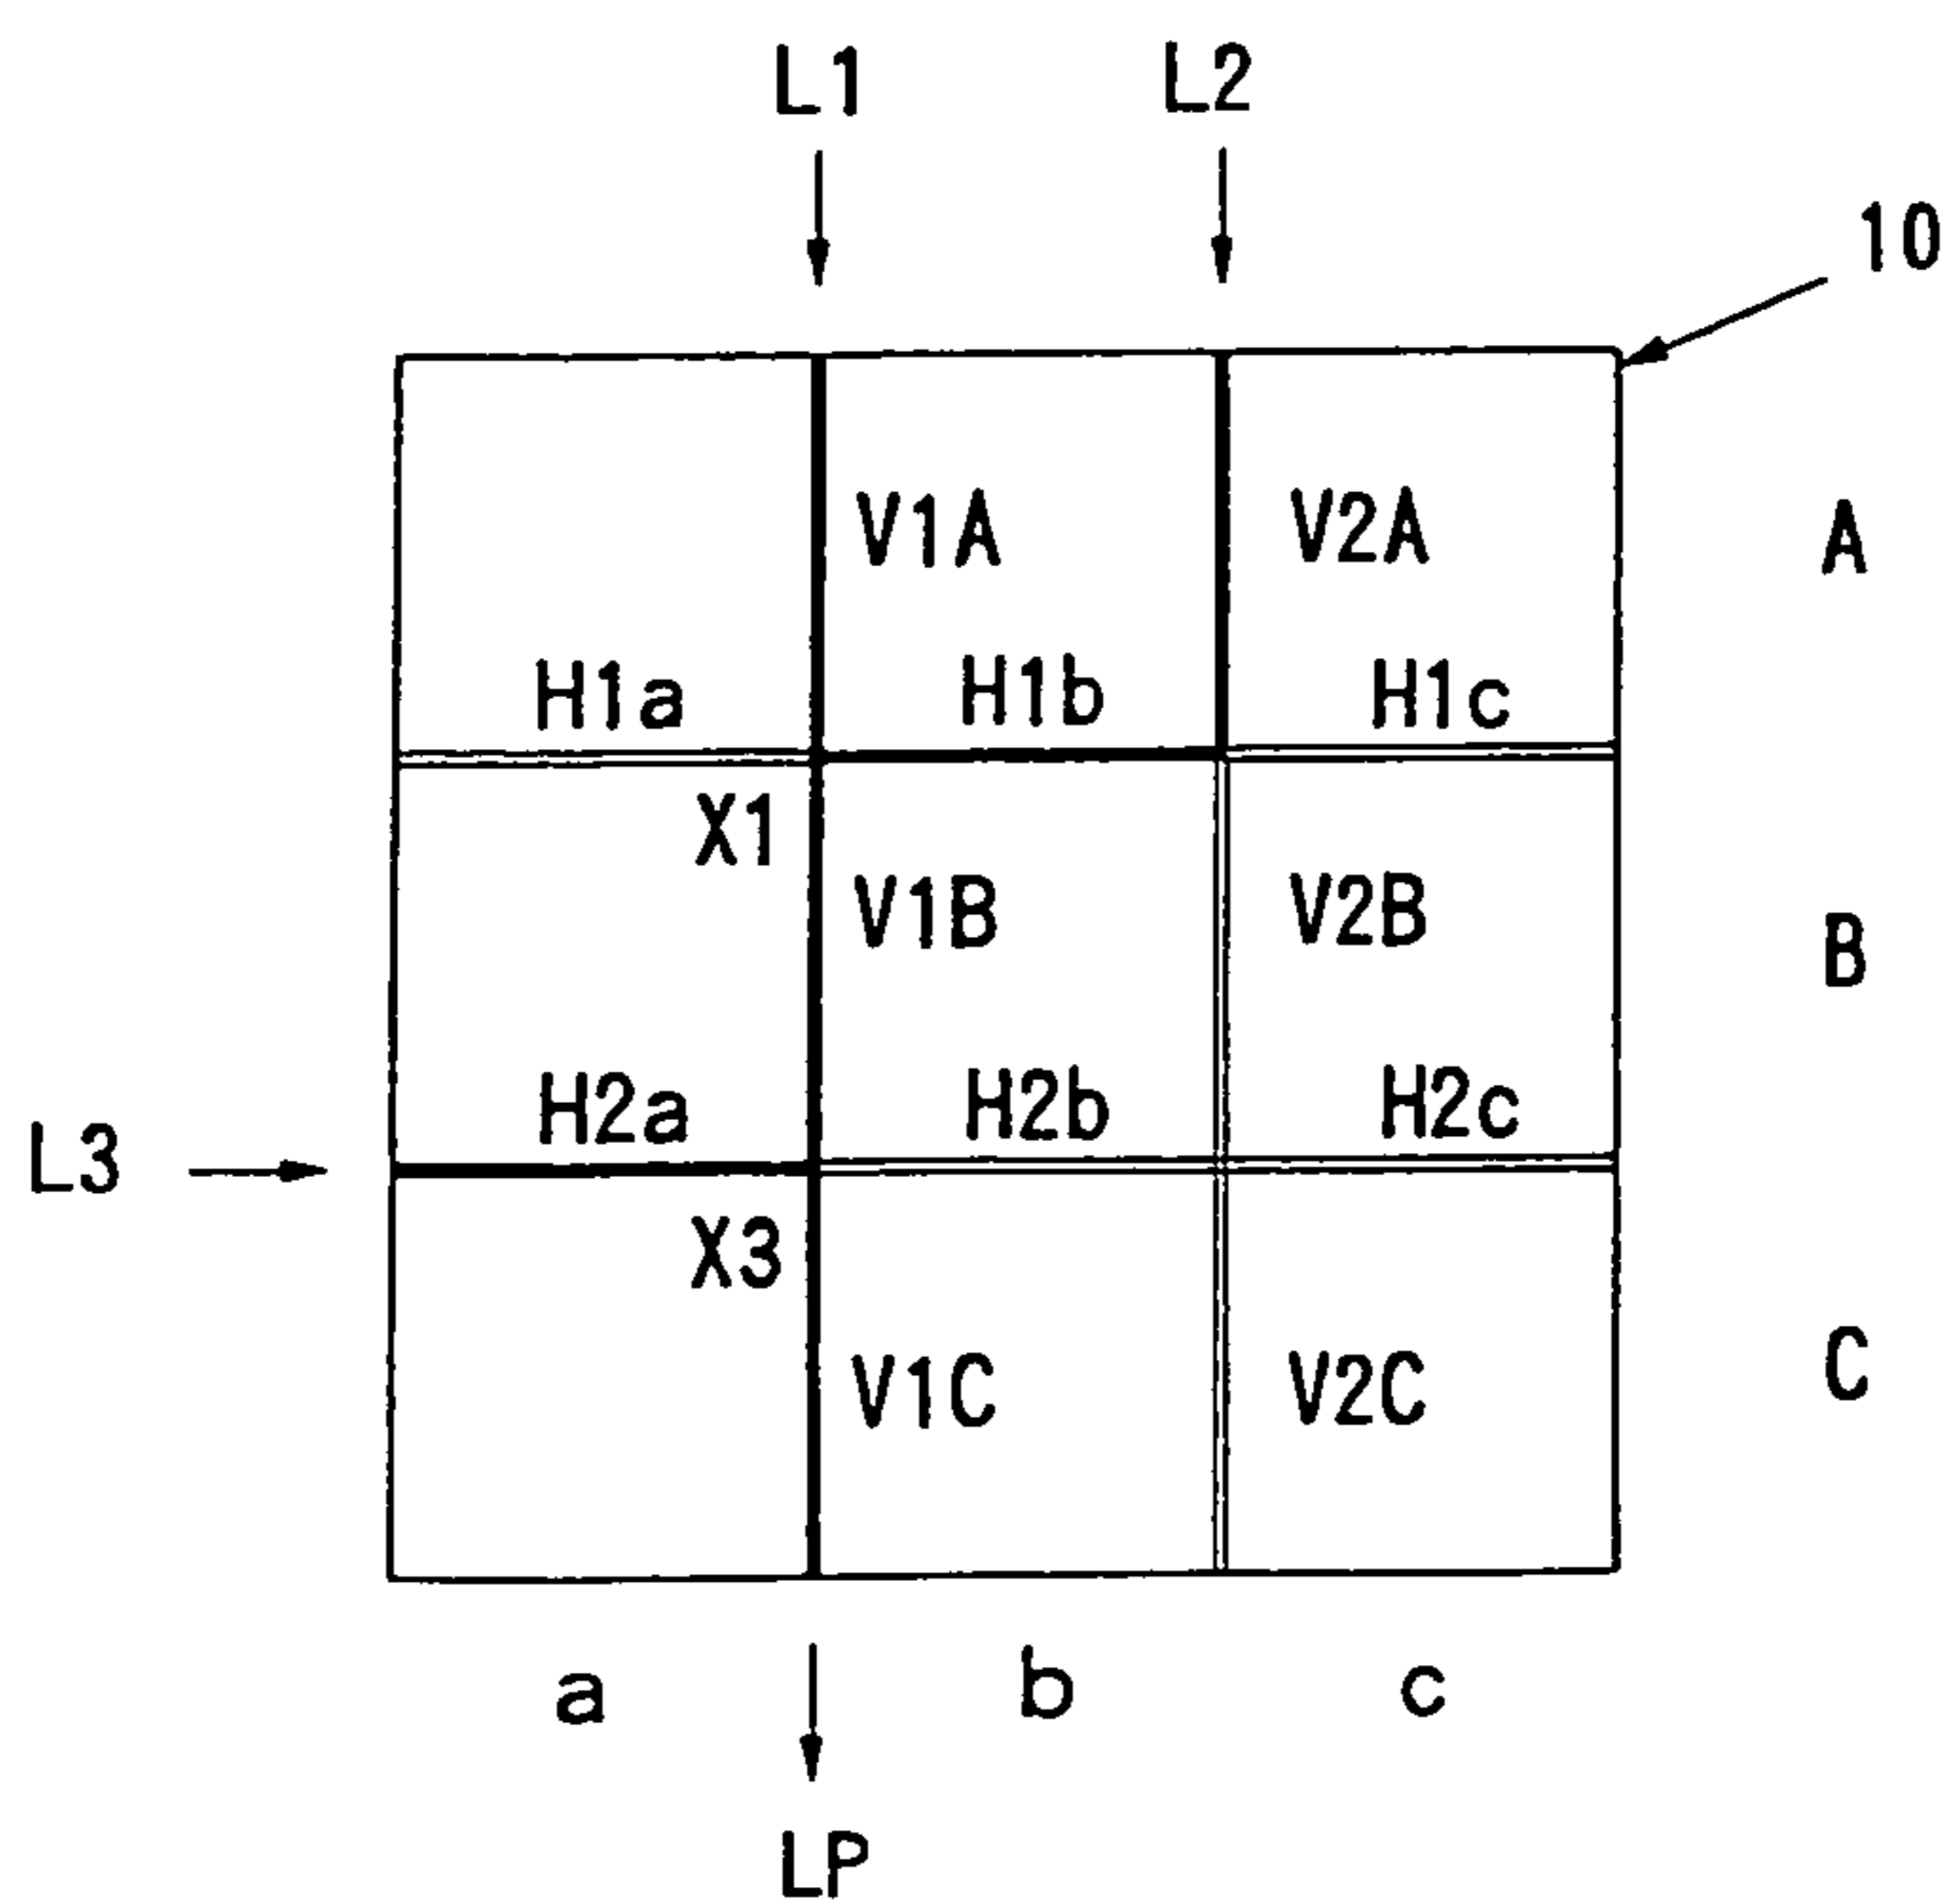 L1 L2
10
V1A V2A A
H1a H1b H1c
X1
V1B V2B B
H2a H2b H2c
L3
X3
V1C V2C C
a b c
LP